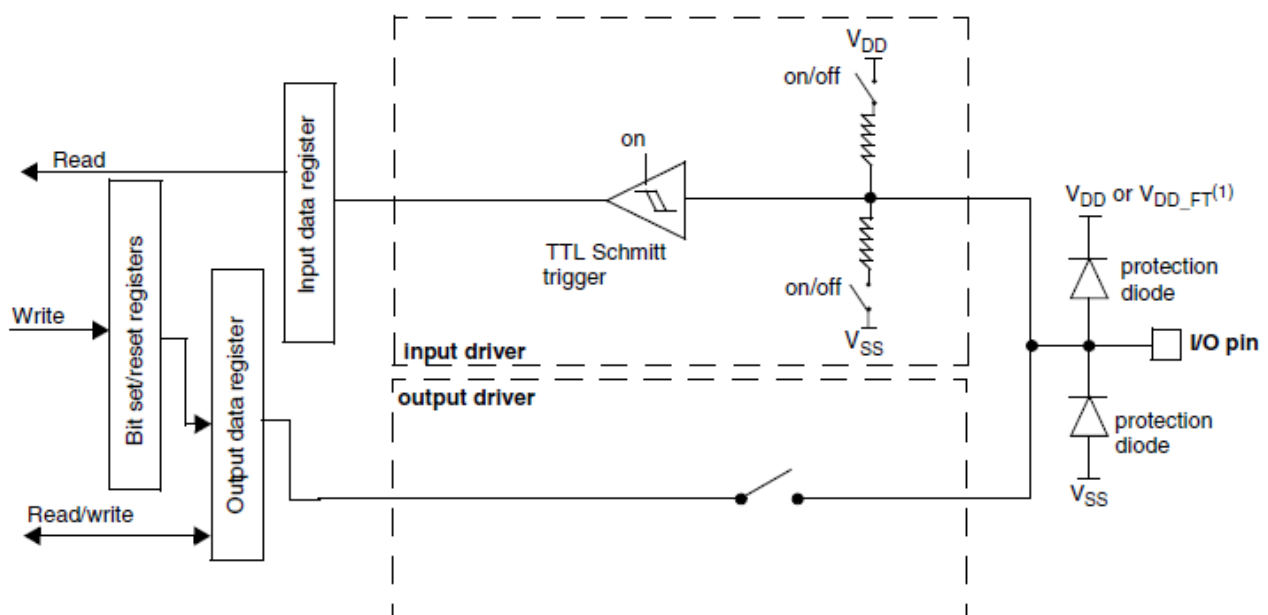 VDD
on/off
on
Read
Input data register
TTL Schmitt
trigger
on/off
VSS
input driver
VDD or VDD_FT(1)
protection
diode
I/O pin
protection
diode
VSS
Bit set/reset registers
Write
Output data register
Read/write
output driver